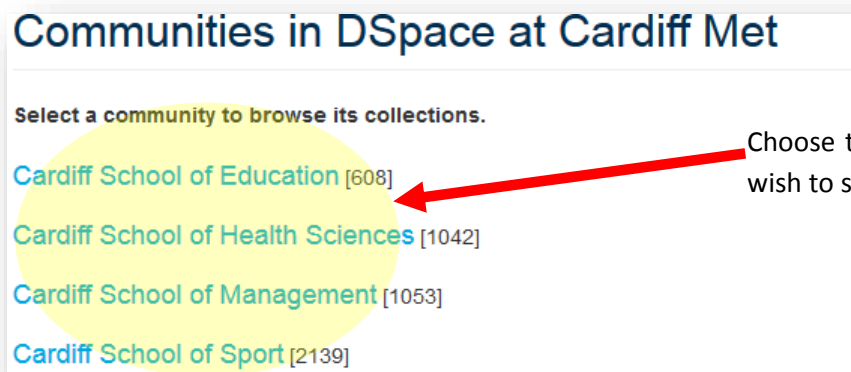 Communities in DSpace at Cardiff Met
Select a community to browse its collections.
Choose
wish to
Cardiff School of Education [608]
Cardiff School of Health Sciences [1042]
Cardiff School of Management [1053]
Cardiff School of Sport [2139]